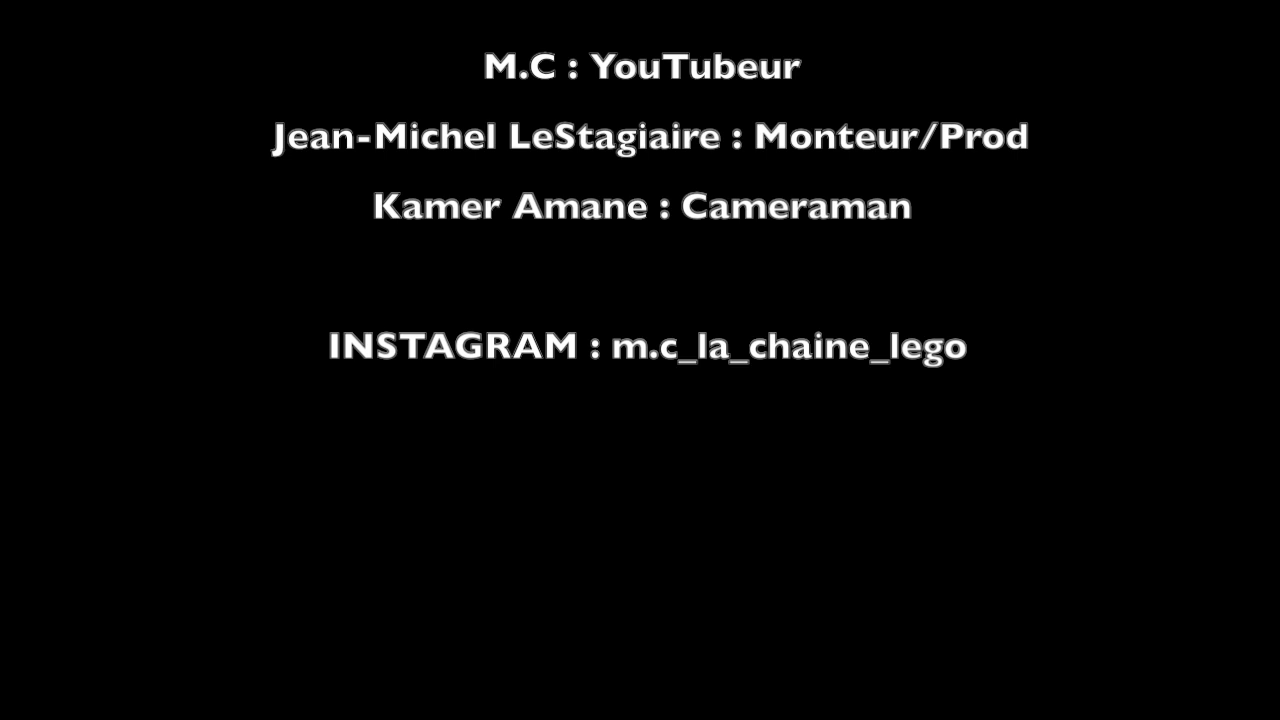 M.C : YouTubeur
Jean-Michel LeStagiaire : Monteur/Prod
Kamer Amane : Cameraman
INSTAGRAM : m.c_la_chaine_lego